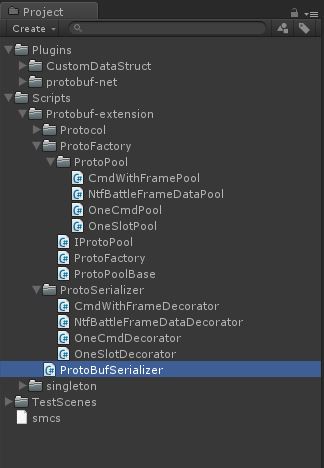 Project
Create
Plugins
CustomDataStruct
protobuf-net
Scripts
Protobuf-extension
Protocol
ProtoFactory
ProtoPool
CmdWithFramePool
NtfBattleFrameDataPool
OneCmdPool
OneSlotPool
IProtoPool
ProtoFactory
ProtoPoolBase
ProtoSerializer
CmdWithFrameDecorator
NtfBattleFrameDataDecorator
OneCmdDecorator
OneSlotDecorator
ProtoBufSerializer
singleton
TestScenes
smcs